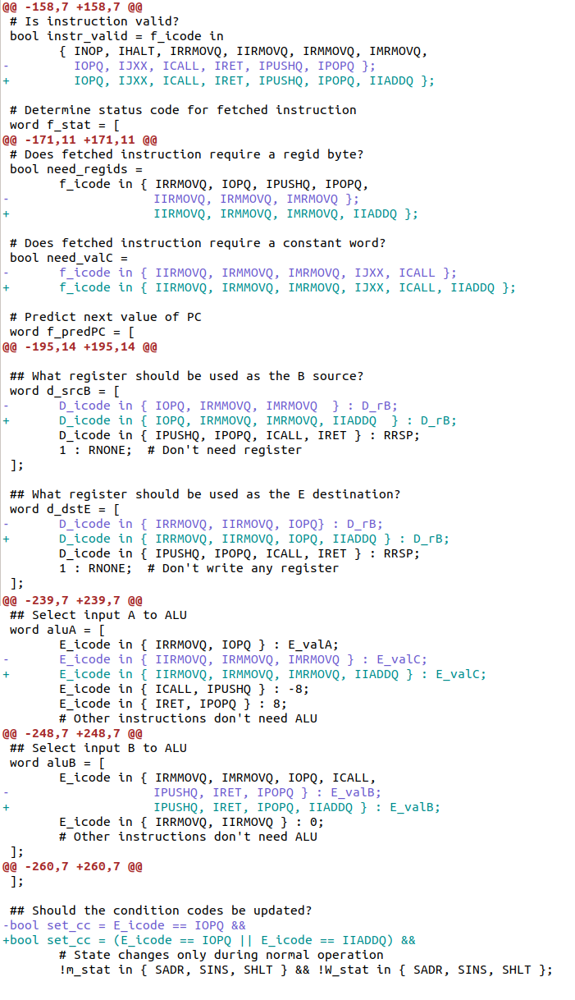 @@ -158,7 +158,7 @@
 # Is instruction valid?
 bool instr_valid = f_icode in
        { INOP, IHALT, IRRMOVQ, IIRMOVQ, IRMMOVQ, IMRMOVQ,
-         IOPQ, IJXX, ICALL, IRET, IPUSHQ, IPOPQ };
+         IOPQ, IJXX, ICALL, IRET, IPUSHQ, IPOPQ, IIADDQ };

 # Determine status code for fetched instruction
 word f_stat = [
@@ -171,11 +171,11 @@
 # Does fetched instruction require a regid byte?
 bool need_regids =
        f_icode in { IRRMOVQ, IOPQ, IPUSHQ, IPOPQ,
-                    IIRMOVQ, IRMMOVQ, IMRMOVQ };
+                    IIRMOVQ, IRMMOVQ, IMRMOVQ, IIADDQ };

 # Does fetched instruction require a constant word?
 bool need_valC =
-       f_icode in { IIRMOVQ, IRMMOVQ, IMRMOVQ, IJXX, ICALL };
+       f_icode in { IIRMOVQ, IRMMOVQ, IMRMOVQ, IJXX, ICALL, IIADDQ };

 # Predict next value of PC
 word f_predPC = [
@@ -195,14 +195,14 @@

 ## What register should be used as the B source?
 word d_srcB = [
-       D_icode in { IOPQ, IRMMOVQ, IMRMOVQ  } : D_rB;
+       D_icode in { IOPQ, IRMMOVQ, IMRMOVQ, IIADDQ  } : D_rB;
        D_icode in { IPUSHQ, IPOPQ, ICALL, IRET } : RRSP;
        1 : RNONE;  # Don't need register
 ];

 ## What register should be used as the E destination?
 word d_dstE = [
-       D_icode in { IRRMOVQ, IIRMOVQ, IOPQ} : D_rB;
+       D_icode in { IRRMOVQ, IIRMOVQ, IOPQ, IIADDQ } : D_rB;
        D_icode in { IPUSHQ, IPOPQ, ICALL, IRET } : RRSP;
        1 : RNONE;  # Don't write any register
 ];
@@ -239,7 +239,7 @@
 ## Select input A to ALU
 word aluA = [
        E_icode in { IRRMOVQ, IOPQ } : E_valA;
-       E_icode in { IIRMOVQ, IRMMOVQ, IMRMOVQ } : E_valC;
+       E_icode in { IIRMOVQ, IRMMOVQ, IMRMOVQ, IIADDQ } : E_valC;
        E_icode in { ICALL, IPUSHQ } : -8;
        E_icode in { IRET, IPOPQ } : 8;
        # Other instructions don't need ALU
@@ -248,7 +248,7 @@
 ## Select input B to ALU
 word aluB = [
        E_icode in { IRMMOVQ, IMRMOVQ, IOPQ, ICALL,
-                    IPUSHQ, IRET, IPOPQ } : E_valB;
+                    IPUSHQ, IRET, IPOPQ, IIADDQ } : E_valB;
        E_icode in { IRRMOVQ, IIRMOVQ } : 0;
        # Other instructions don't need ALU
 ];
@@ -260,7 +260,7 @@
 ];

 ## Should the condition codes be updated?
-bool set_cc = E_icode == IOPQ &&
+bool set_cc = (E_icode == IOPQ || E_icode == IIADDQ) &&
        # State changes only during normal operation
        !m_stat in { SADR, SINS, SHLT } && !W_stat in { SADR, SINS, SHLT };